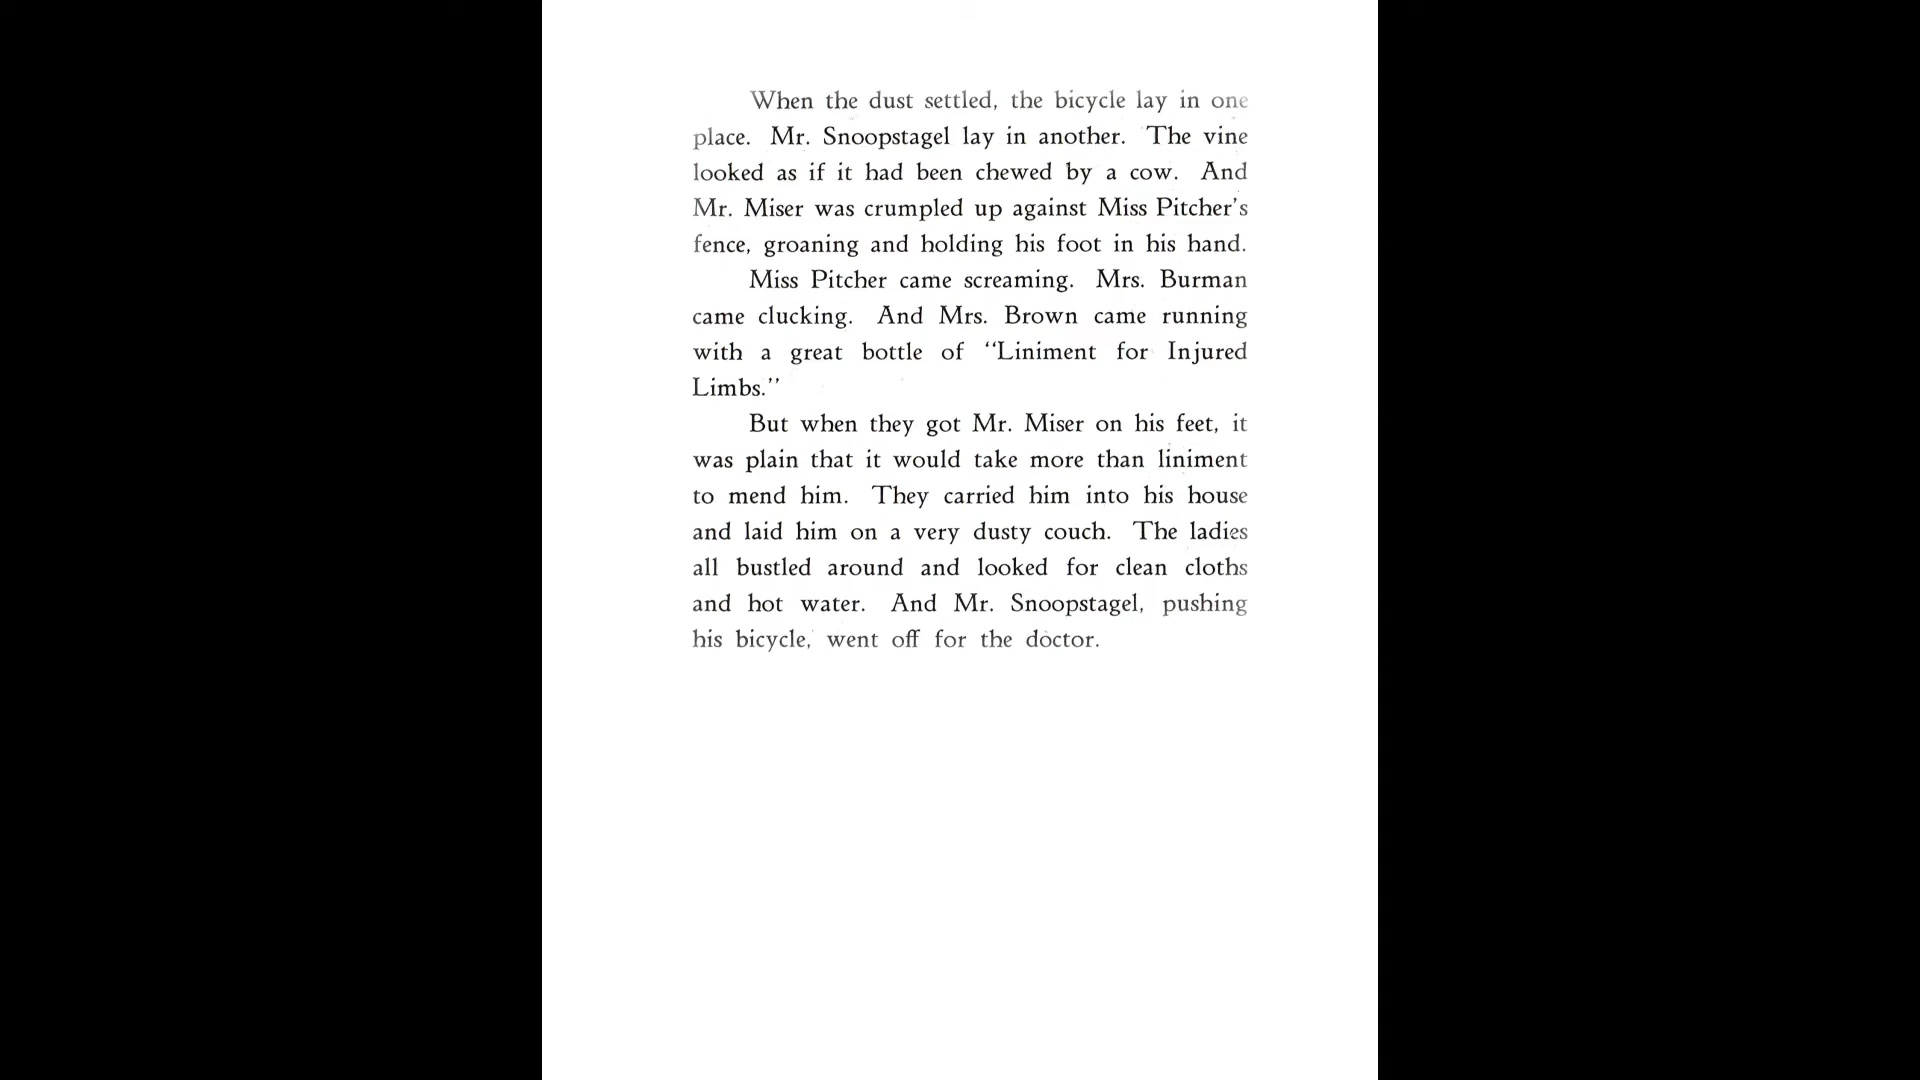 When the dust settled, the bicycle lay in one
place. Mr. Snoopstagel lay in another. The vine
looked as if it had been chewed by a cow. And
Mr. Miser was crumpled up against Miss Pitcher's
fence, groaning and holding his foot in his hand.
Miss Pitcher came screaming. Mrs. Burman
came clucking. And Mrs. Brown came running
with a great bottle of "Liniment for Injured
Limbs."
But when they got Mr. Miser on his feet, it
was plain that it would take more than liniment
to mend him. They carried him into his house
and laid him on a very dusty couch. The ladies
all bustled around and looked for clean cloths
and hot water. And Mr. Snoopstagel, pushing
his bicycle, went off for the doctor.